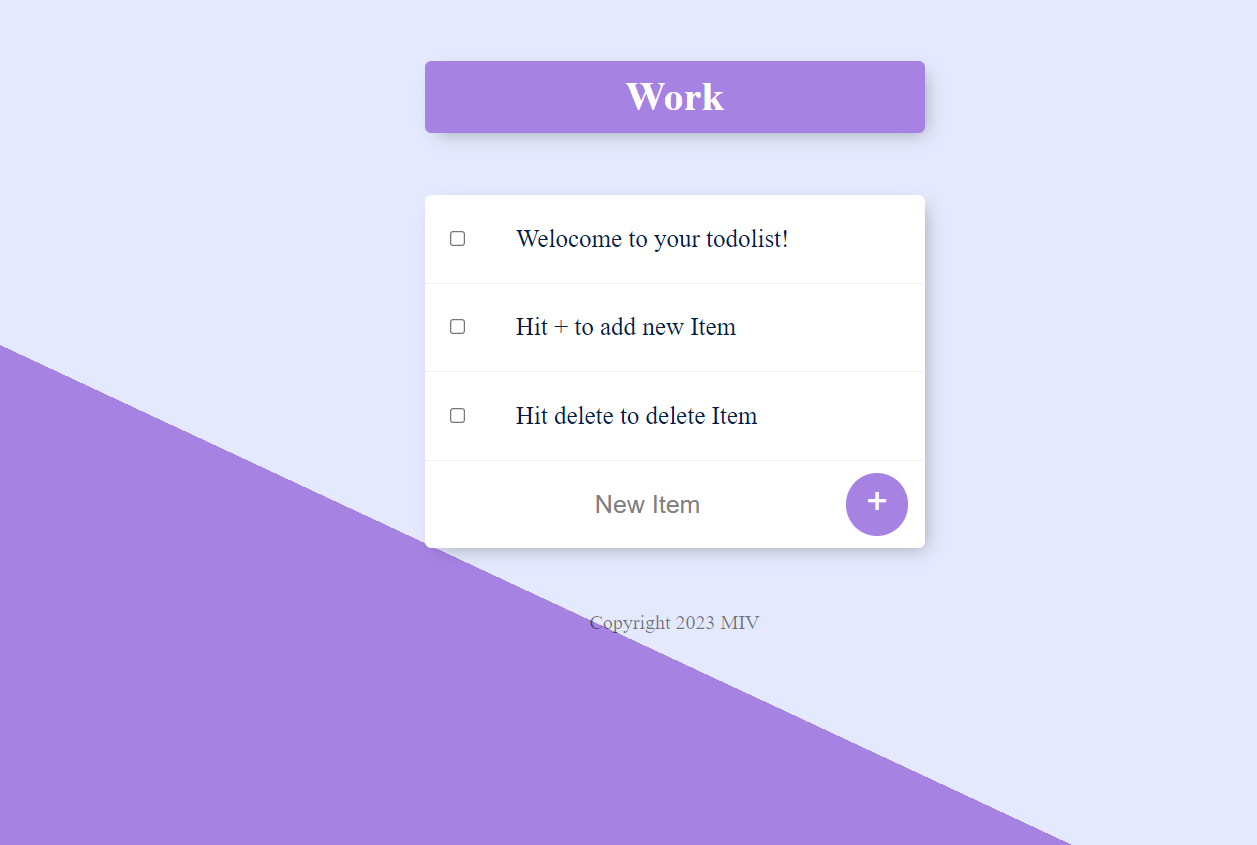 Work
Welocome to your todolist!
Hit + to add new Item
Hit delete to delete Item
New Item
+
Copyright 2023 MIV